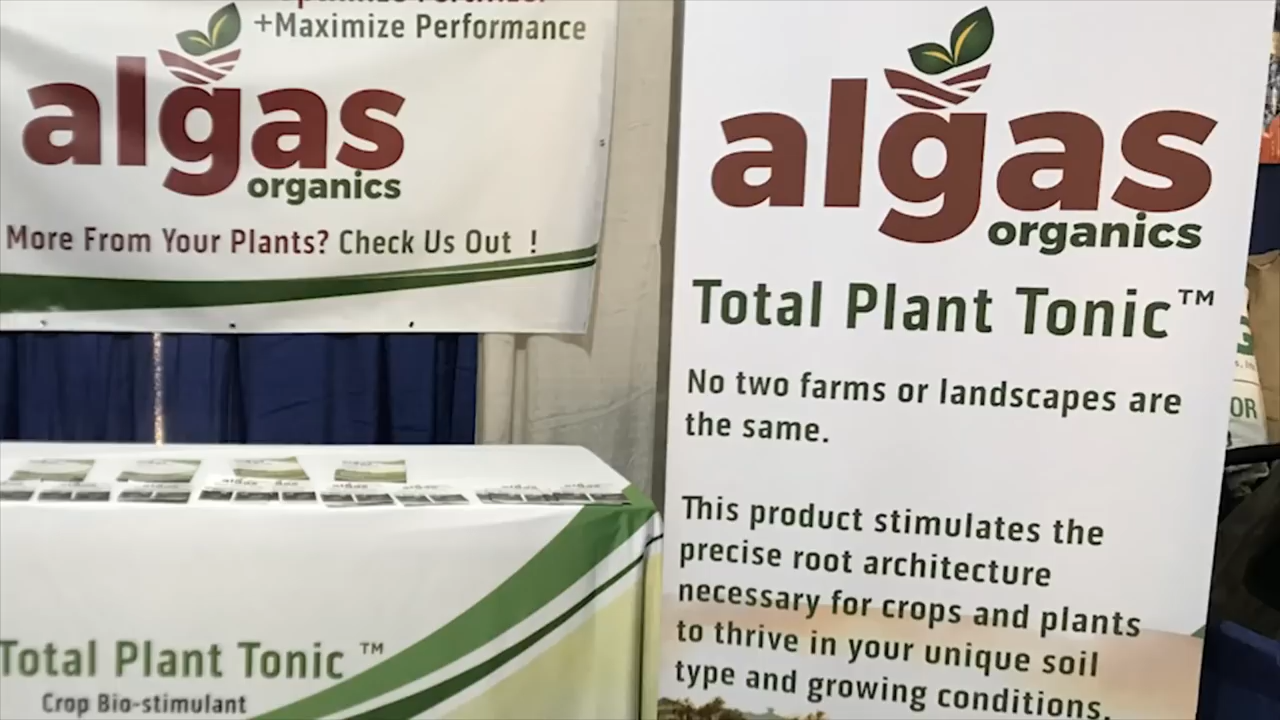 +Maximize Performance
algas
organics
More From Your Plants? Check Us Out !
Total Plant Tonic ™
Crop Bio-stimulant
algas
organics
Total Plant Tonic™
No two farms or landscapes are
the same.
This product stimulates the
precise root architecture
necessary for crops and plants
to thrive in your unique soil
type and growing conditions.
OR